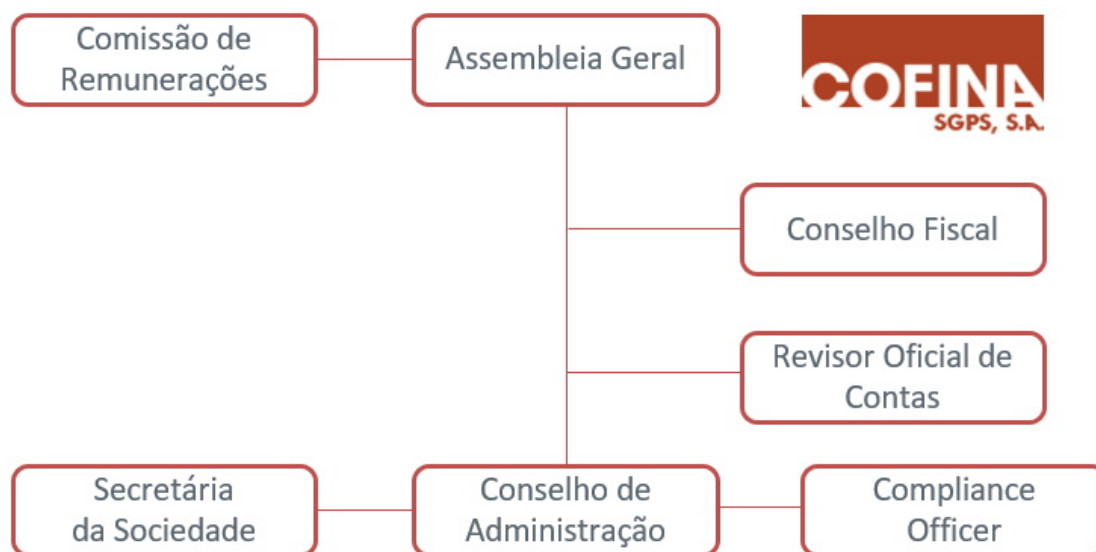 Comissão de
Remunerações
Assembleia Geral
COFINA
SGPS, S.A.
Conselho Fiscal
Revisor Oficial de
Contas
Secretária
da Sociedade
Conselho de
Administração
Compliance
Officer